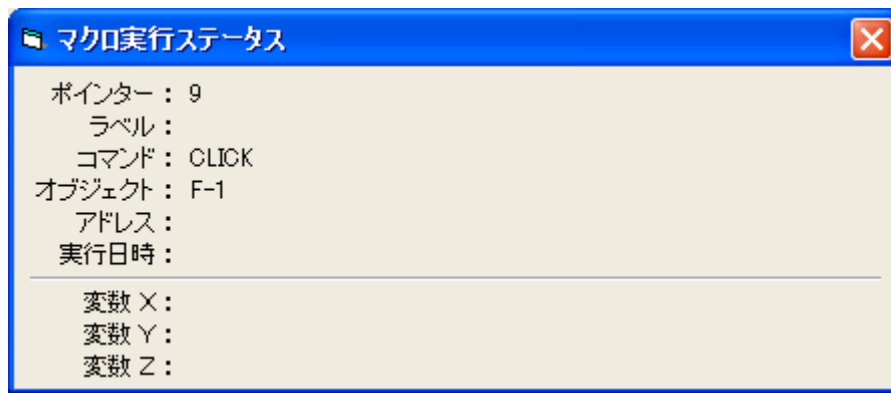 マクロ実行ステータス
ポインター： 9
ラベル：
コマンド： CLICK
オブジェクト： F-1
アドレス：
実行日時：
変数 X：
変数 Y：
変数 Z：